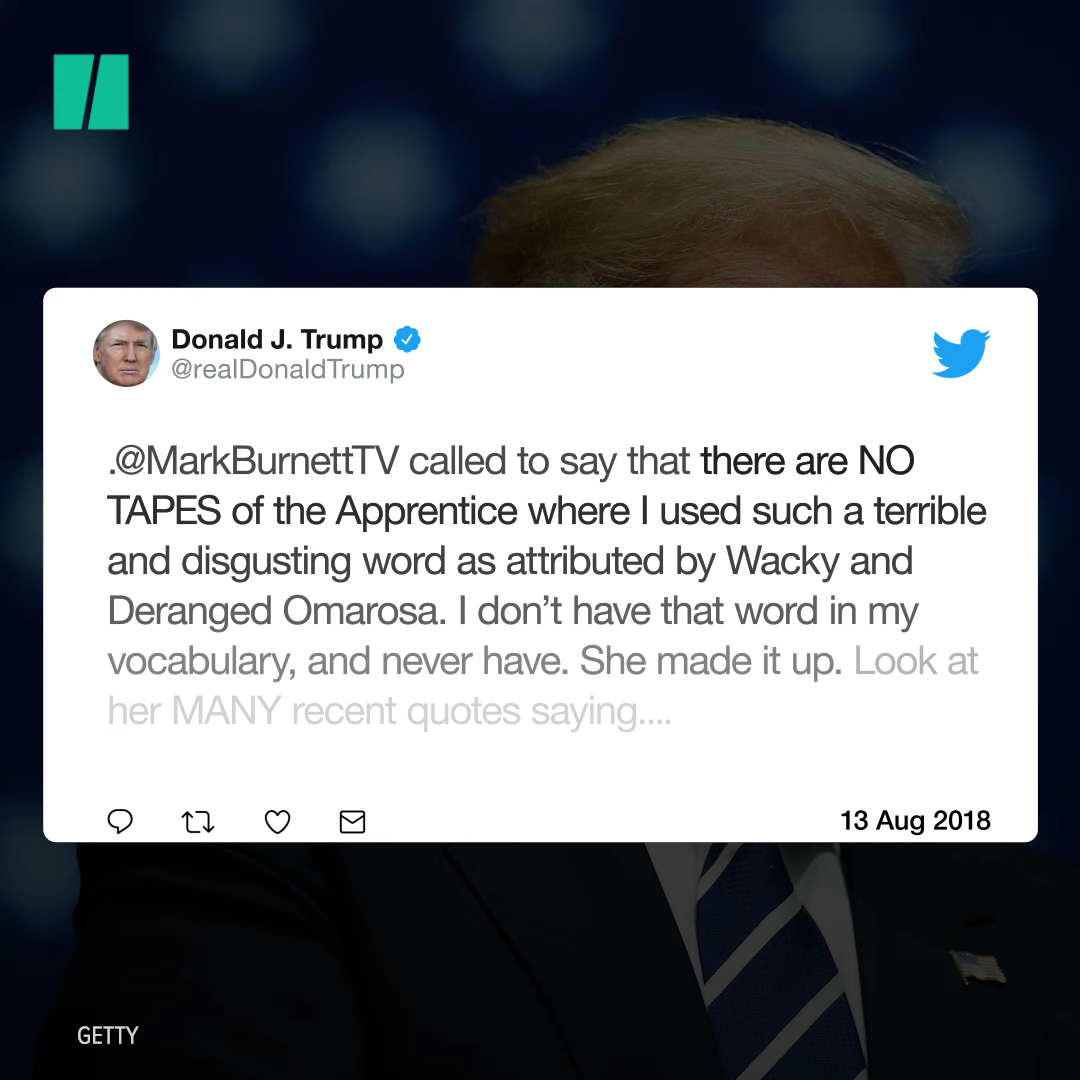 Donald J. Trump
@realDonaldTrump
.@MarkBurnettTV called to say that there are NO
TAPES of the Apprentice where I used such a terrible
and disgusting word as attributed by Wacky and
Deranged Omarosa. I don’t have that word in my
vocabulary, and never have. She made it up. Look at
her MANY recent quotes saying....
13 Aug 2018
GETTY